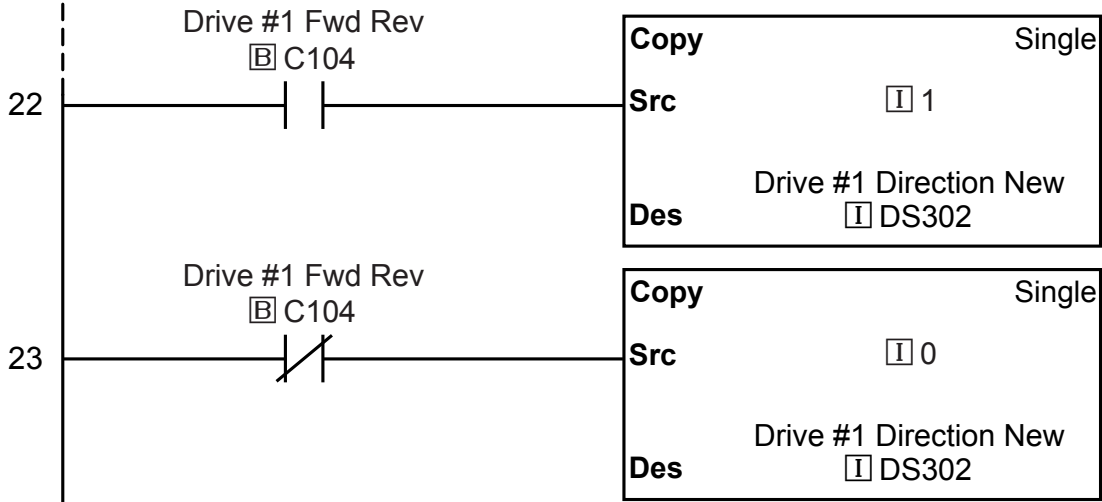 Drive #1 Fwd Rev
B C104
22
Copy Single
Src I 1
Drive #1 Direction New
Des I DS302
Drive #1 Fwd Rev
B C104
23
Copy Single
Src I 0
Drive #1 Direction New
Des I DS302